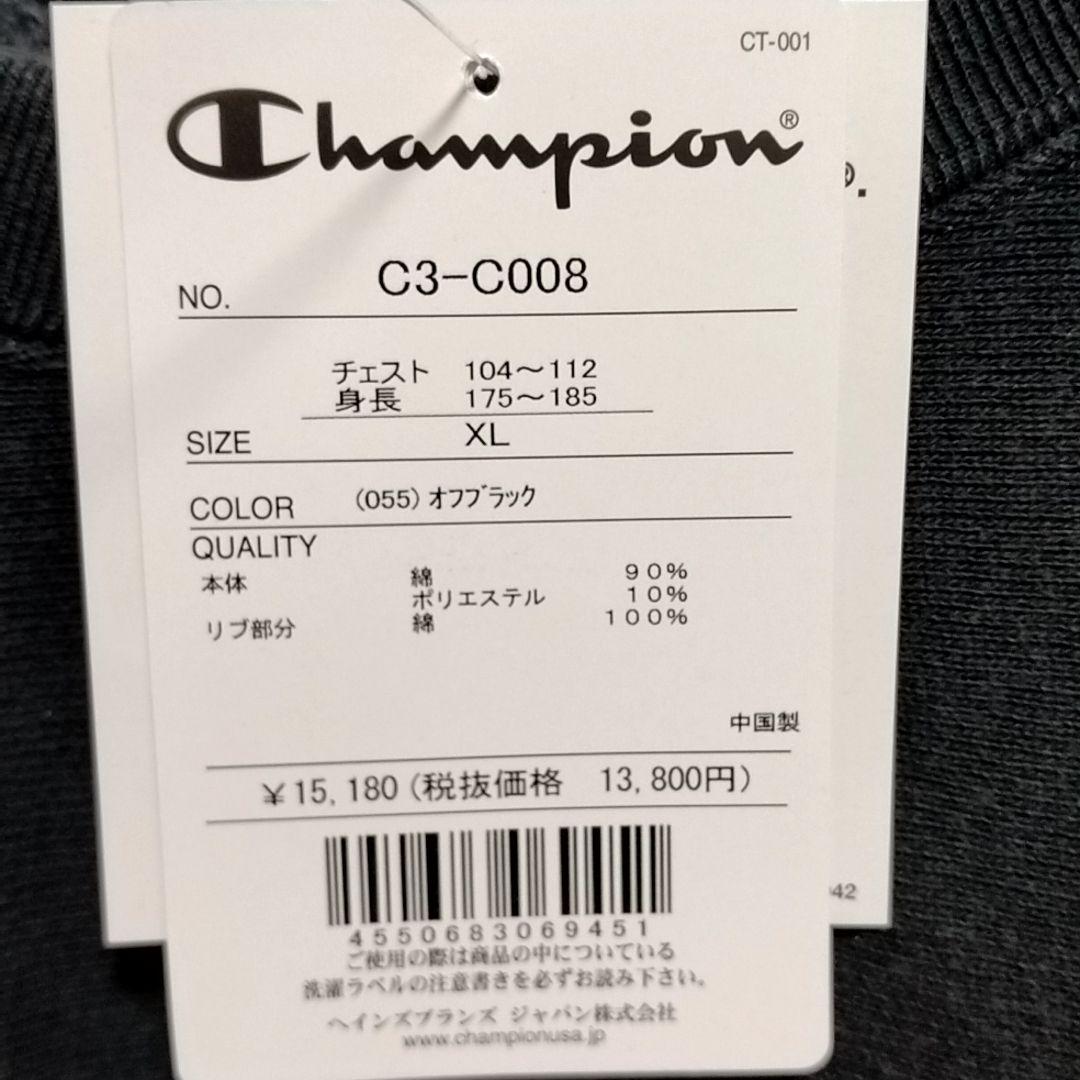 CT-001
Champion®
®.
NO. C3-C008
チェスト 104～112
身長 175～185
SIZE XL
COLOR (055)オフブラック
QUALITY
本体 綿 90%
ポリエステル 10%
リブ部分 綿 100%
中国製
¥15,180(税抜価格 13,800円)
4550683069451
42
ご使用の際は商品の中についている
洗濯ラベルの注意書きを必ずお読み下さい。
ヘインズブランズ ジャパン株式会社
www.championusa.jp